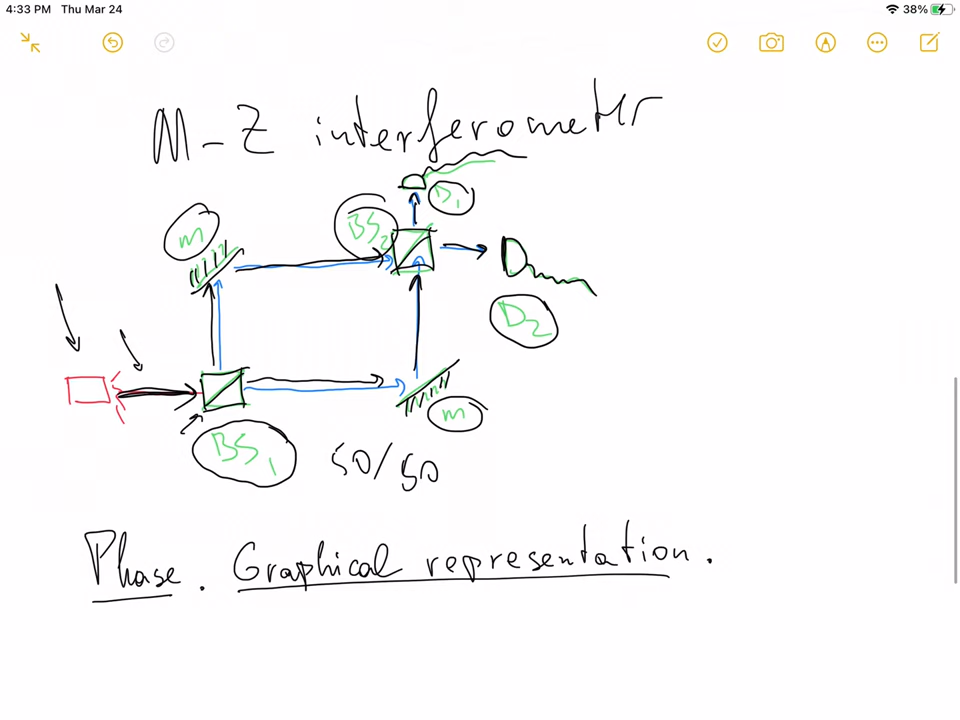 4:33 PM Thu Mar 24 38%
M-Z interferometer
D1
m
BS2
D2
m
BS1
50/50
Phase. Graphical representation.